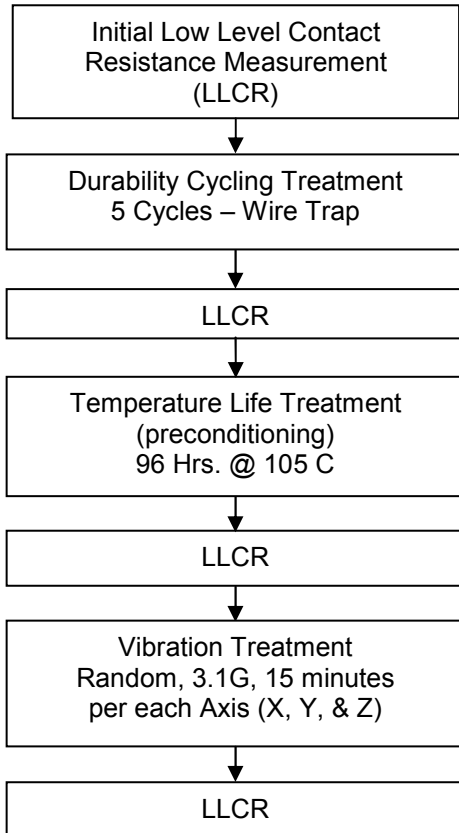 Initial Low Level Contact
Resistance Measurement
(LLCR)
Durability Cycling Treatment
5 Cycles – Wire Trap
LLCR
Temperature Life Treatment
(preconditioning)
96 Hrs. @ 105 C
LLCR
Vibration Treatment
Random, 3.1G, 15 minutes
per each Axis (X, Y, & Z)
LLCR